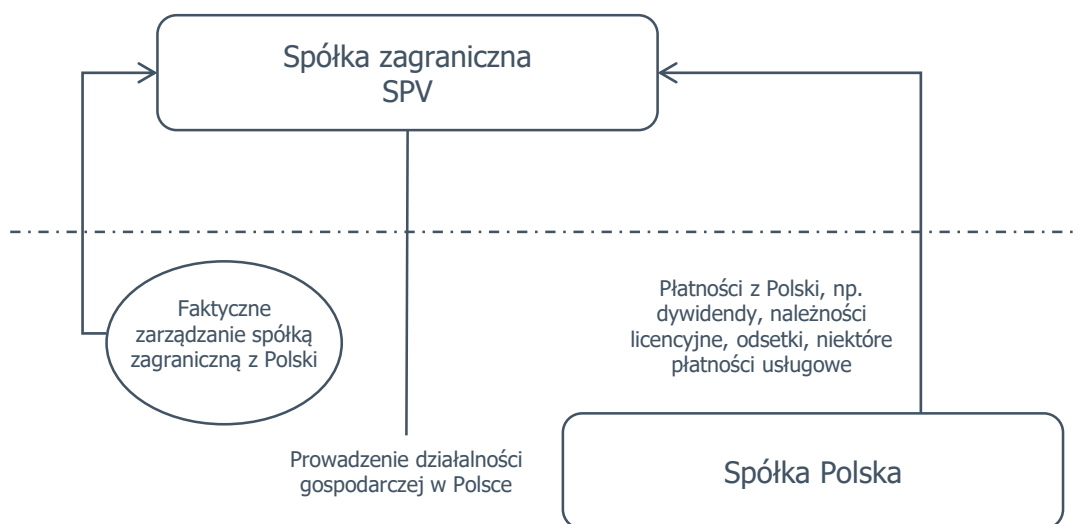 Spółka zagraniczna
SPV
Faktyczne
zarządzanie spółką
zagraniczną z Polski
Płatności z Polski, np.
dywidendy, należności
licencyjne, odsetki, niektóre
płatności usługowe
Prowadzenie działalności
gospodarczej w Polsce
Spółka Polska